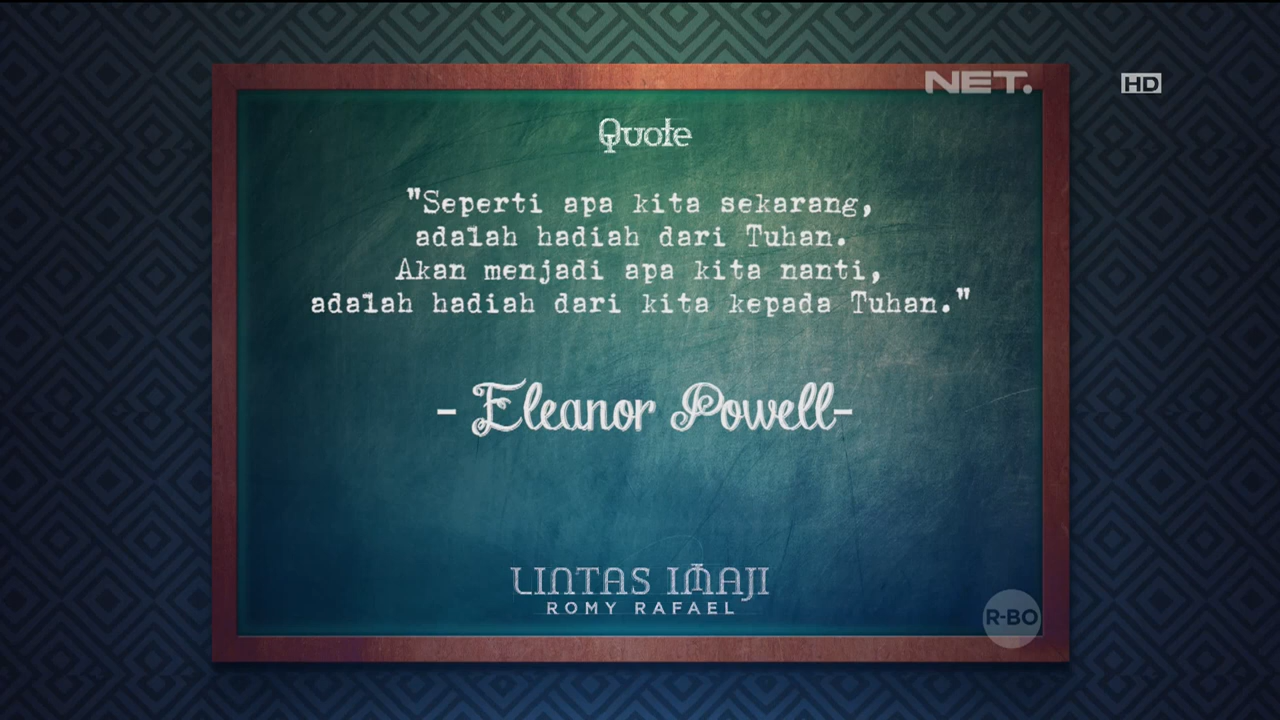 NET.
HD
Quote
"Seperti apa kita sekarang,
adalah hadiah dari Tuhan.
Akan menjadi apa kita nanti,
adalah hadiah dari kita kepada Tuhan."
- Eleanor Powell-
LINTAS IMAJI
ROMY RAFAEL
R-BO